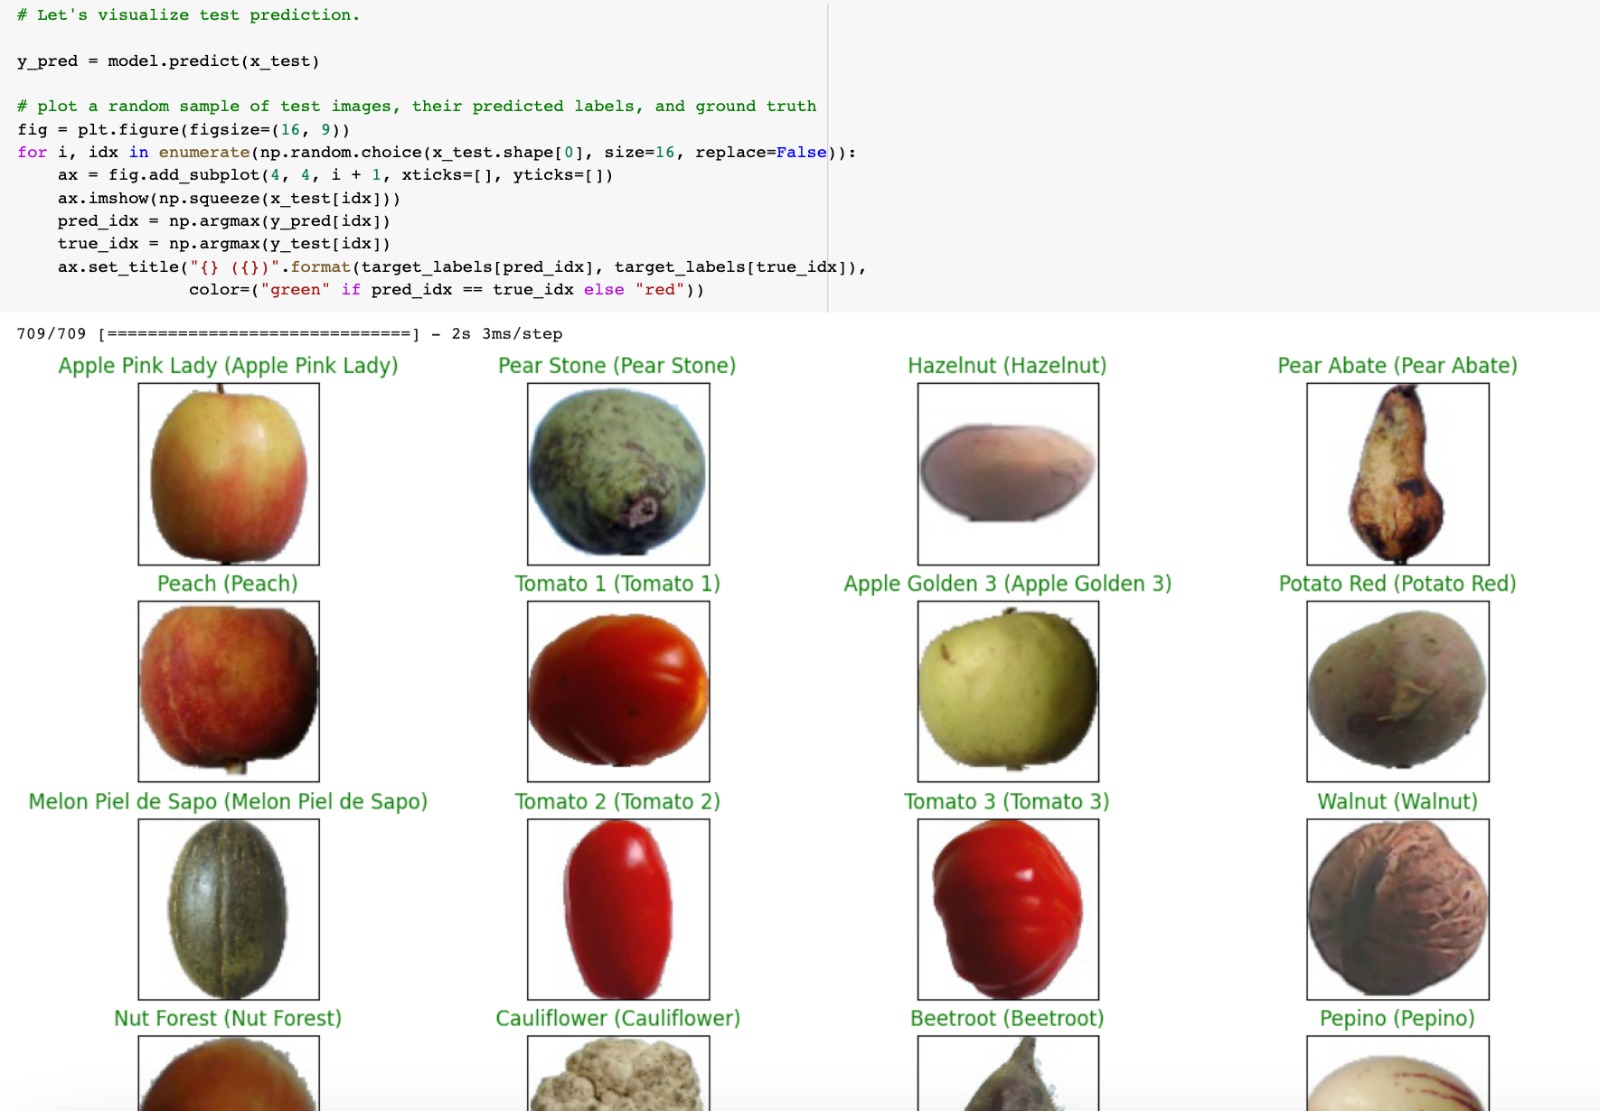 # Let's visualize test prediction.
y_pred = model.predict(x_test)
# plot a random sample of test images, their predicted labels, and ground truth
fig = plt.figure(figsize=(16, 9))
for i, idx in enumerate(np.random.choice(x_test.shape[0], size=16, replace=False)):
    ax = fig.add_subplot(4, 4, i + 1, xticks=[], yticks=[])
    ax.imshow(np.squeeze(x_test[idx]))
    pred_idx = np.argmax(y_pred[idx])
    true_idx = np.argmax(y_test[idx])
    ax.set_title("{} ({})".format(target_labels[pred_idx], target_labels[true_idx]),
                 color=("green" if pred_idx == true_idx else "red"))
709/709 [==============================] - 2s 3ms/step
Apple Pink Lady (Apple Pink Lady)
Pear Stone (Pear Stone)
Hazelnut (Hazelnut)
Pear Abate (Pear Abate)
Peach (Peach)
Tomato 1 (Tomato 1)
Apple Golden 3 (Apple Golden 3)
Potato Red (Potato Red)
Melon Piel de Sapo (Melon Piel de Sapo)
Tomato 2 (Tomato 2)
Tomato 3 (Tomato 3)
Walnut (Walnut)
Nut Forest (Nut Forest)
Cauliflower (Cauliflower)
Beetroot (Beetroot)
Pepino (Pepino)